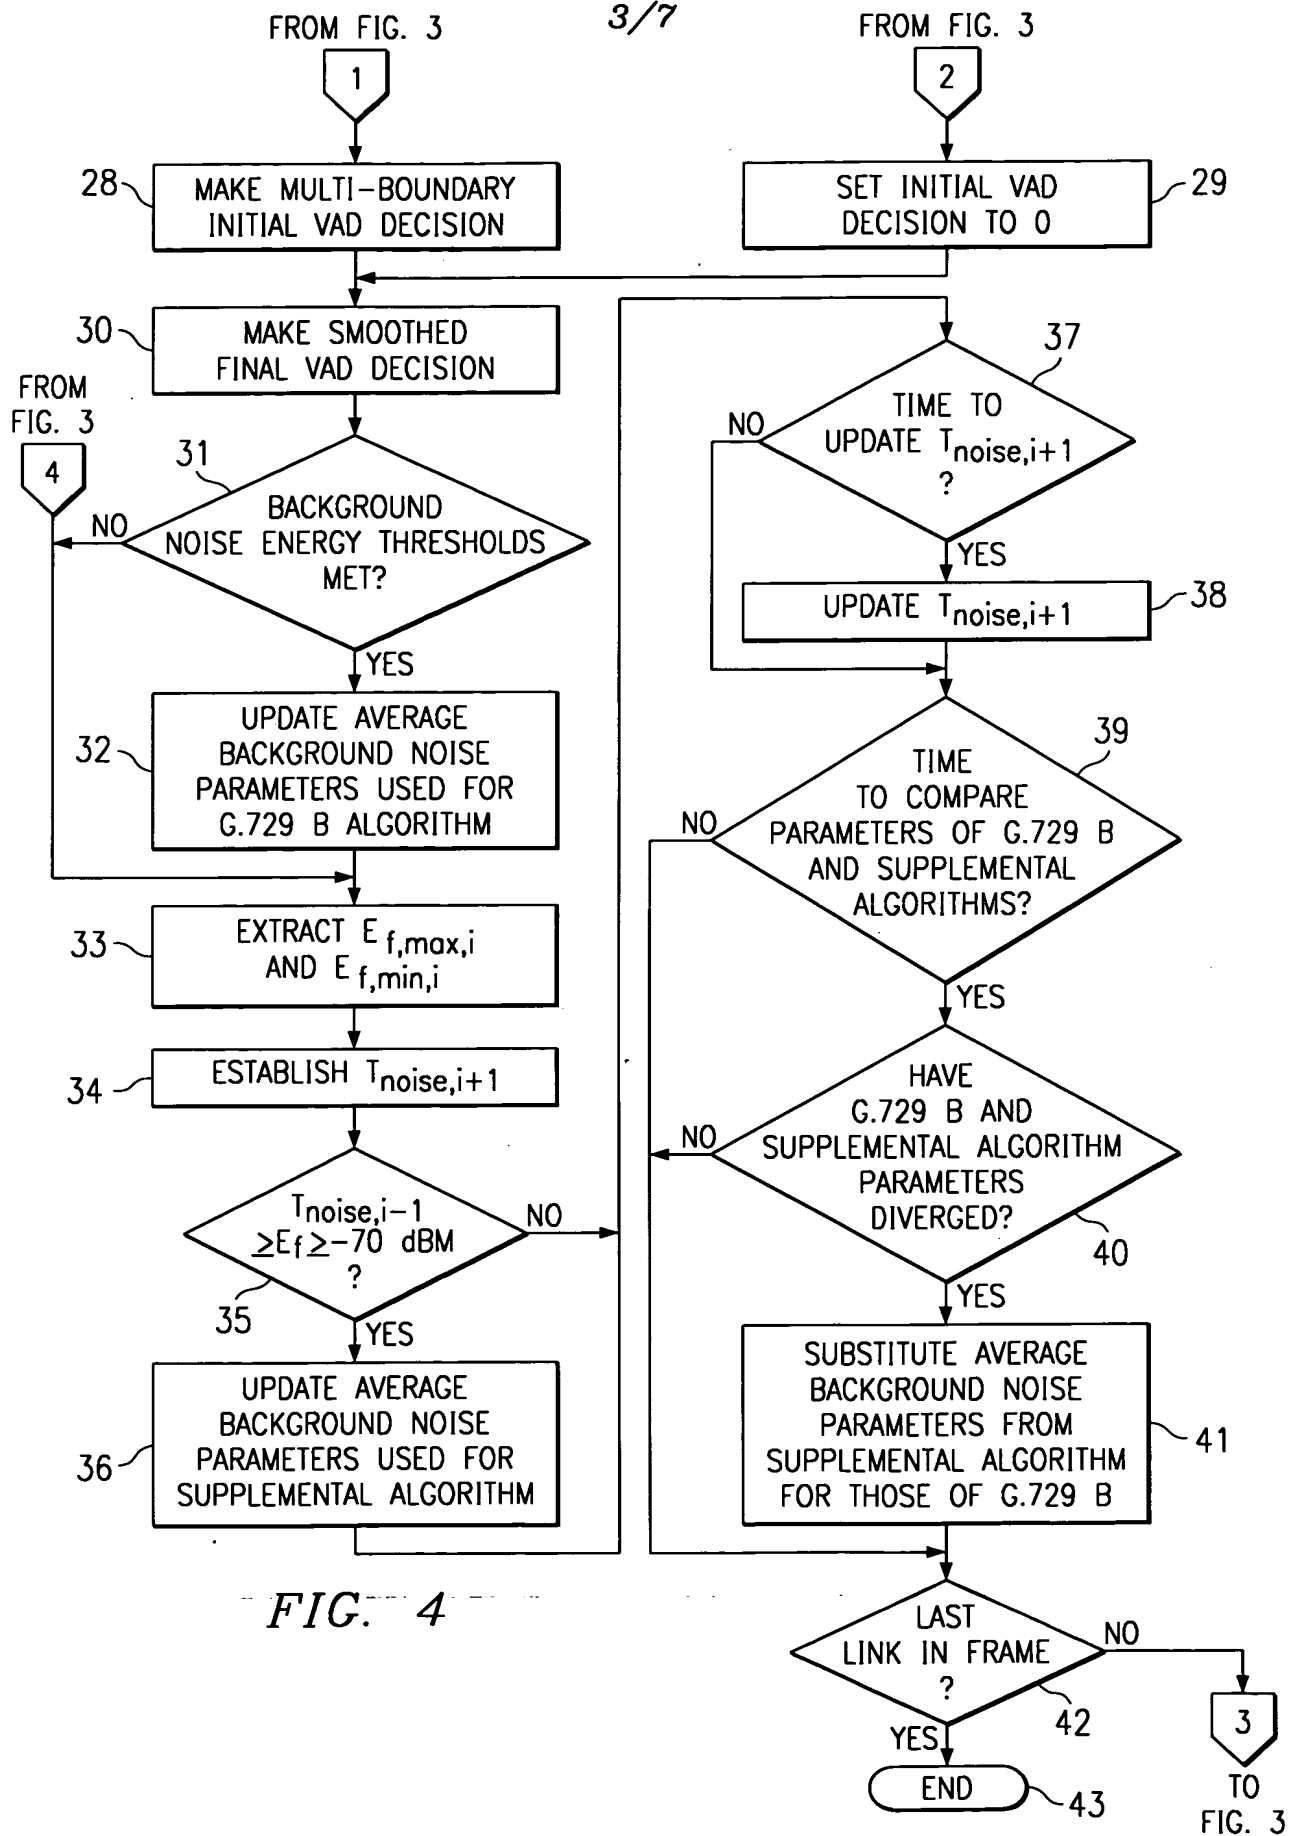 3/7
FROM FIG. 3
1
28
MAKE MULTI-BOUNDARY
INITIAL VAD DECISION
30
MAKE SMOOTHED
FINAL VAD DECISION
FROM
FIG. 3
4
31
BACKGROUND
NOISE ENERGY THRESHOLDS
MET?
NO
YES
32
UPDATE AVERAGE
BACKGROUND NOISE
PARAMETERS USED FOR
G.729 B ALGORITHM
33
EXTRACT E f,max,i
AND E f,min,i
34
ESTABLISH Tnoise,i+1
Tnoise,i-1
≥Ef≥-70 dBM
?
NO
35
YES
36
UPDATE AVERAGE
BACKGROUND NOISE
PARAMETERS USED FOR
SUPPLEMENTAL ALGORITHM
FROM FIG. 3
2
SET INITIAL VAD
DECISION TO 0
29
37
TIME TO
UPDATE Tnoise,i+1
?
NO
YES
UPDATE Tnoise,i+1
38
39
TIME
TO COMPARE
PARAMETERS OF G.729 B
AND SUPPLEMENTAL
ALGORITHMS?
NO
YES
HAVE
G.729 B AND
SUPPLEMENTAL ALGORITHM
PARAMETERS
DIVERGED?
NO
40
YES
SUBSTITUTE AVERAGE
BACKGROUND NOISE
PARAMETERS FROM
SUPPLEMENTAL ALGORITHM
FOR THOSE OF G.729 B
41
LAST
LINK IN FRAME
?
NO
42
YES
3
TO
FIG. 3
END
43
FIG. 4